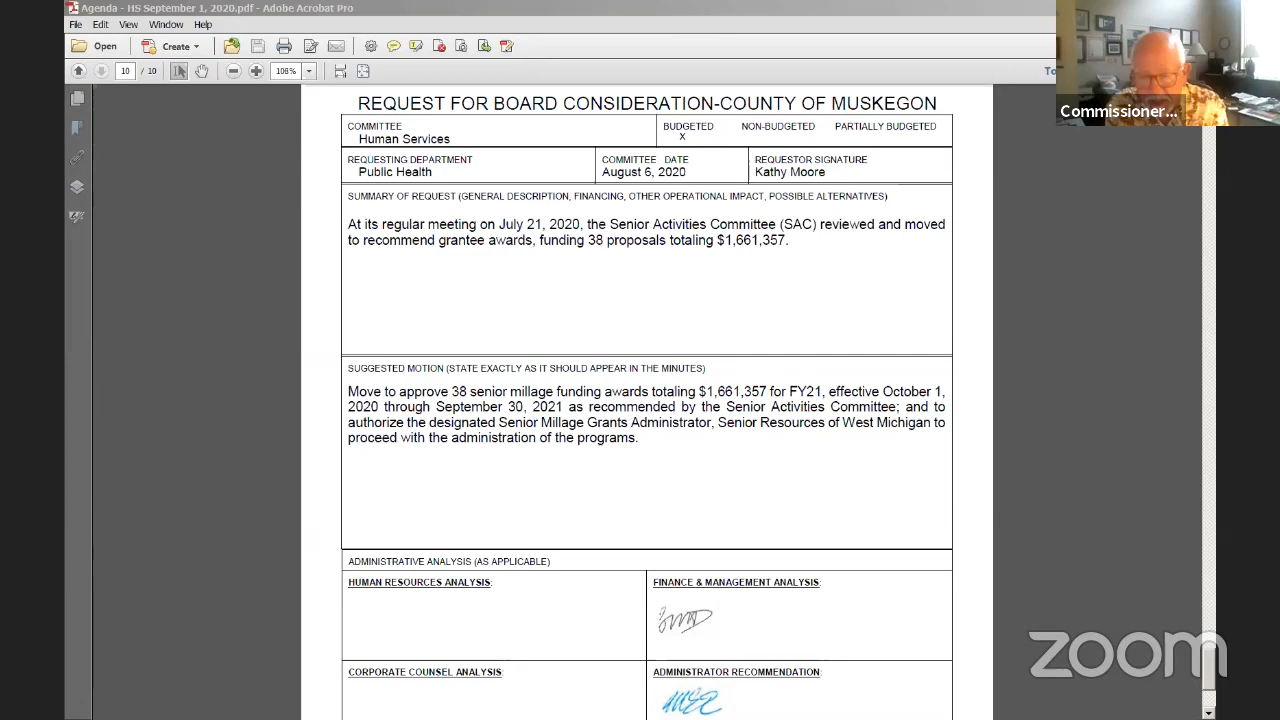 Agenda - HS September 1, 2020.pdf - Adobe Acrobat Pro
File Edit View Window Help
Open Create
10 / 10 106% To
Commissioner...
REQUEST FOR BOARD CONSIDERATION-COUNTY OF MUSKEGON
COMMITTEE BUDGETED NON-BUDGETED PARTIALLY BUDGETED
Human Services X
REQUESTING DEPARTMENT COMMITTEE DATE REQUESTOR SIGNATURE
Public Health August 6, 2020 Kathy Moore
SUMMARY OF REQUEST (GENERAL DESCRIPTION, FINANCING, OTHER OPERATIONAL IMPACT, POSSIBLE ALTERNATIVES)
At its regular meeting on July 21, 2020, the Senior Activities Committee (SAC) reviewed and moved
to recommend grantee awards, funding 38 proposals totaling $1,661,357.
SUGGESTED MOTION (STATE EXACTLY AS IT SHOULD APPEAR IN THE MINUTES)
Move to approve 38 senior millage funding awards totaling $1,661,357 for FY21, effective October 1,
2020 through September 30, 2021 as recommended by the Senior Activities Committee; and to
authorize the designated Senior Millage Grants Administrator, Senior Resources of West Michigan to
proceed with the administration of the programs.
ADMINISTRATIVE ANALYSIS (AS APPLICABLE)
HUMAN RESOURCES ANALYSIS: FINANCE & MANAGEMENT ANALYSIS:
CORPORATE COUNSEL ANALYSIS: ADMINISTRATOR RECOMMENDATION:
zoom